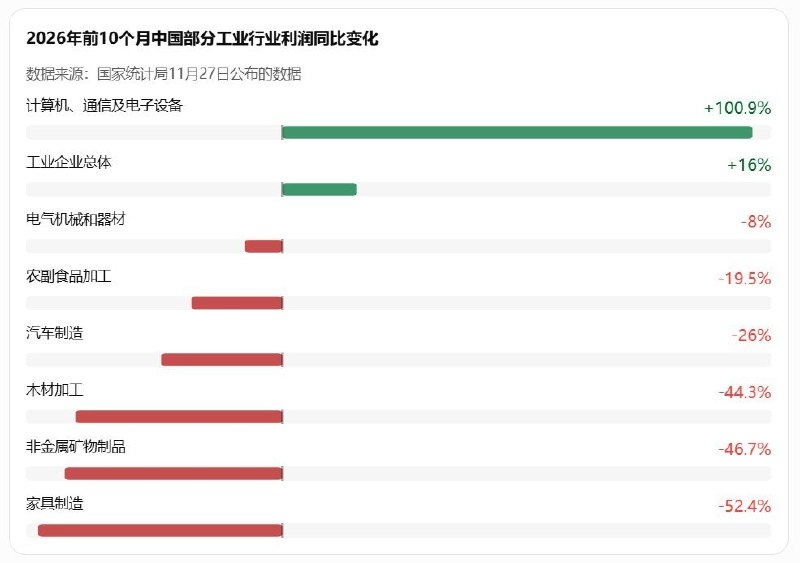 2026年前10个月中国部分工业行业利润同比变化
数据来源：国家统计局11月27日公布的数据
计算机、通信及电子设备 +100.9%
工业企业总体 +16%
电气机械和器材 -8%
农副食品加工 -19.5%
汽车制造 -26%
木材加工 -44.3%
非金属矿物制品 -46.7%
家具制造 -52.4%